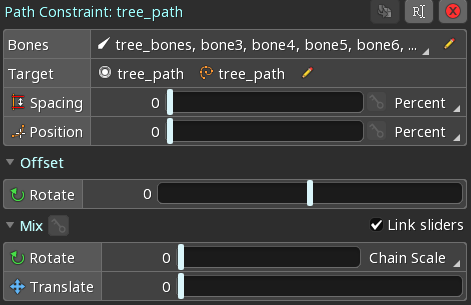 Path Constraint: tree_path
Bones tree_bones, bone3, bone4, bone5, bone6, ...
Target tree_path tree_path
Spacing 0 Percent
Position 0 Percent
Offset
Rotate 0
Mix Link sliders
Rotate 0 Chain Scale
Translate 0